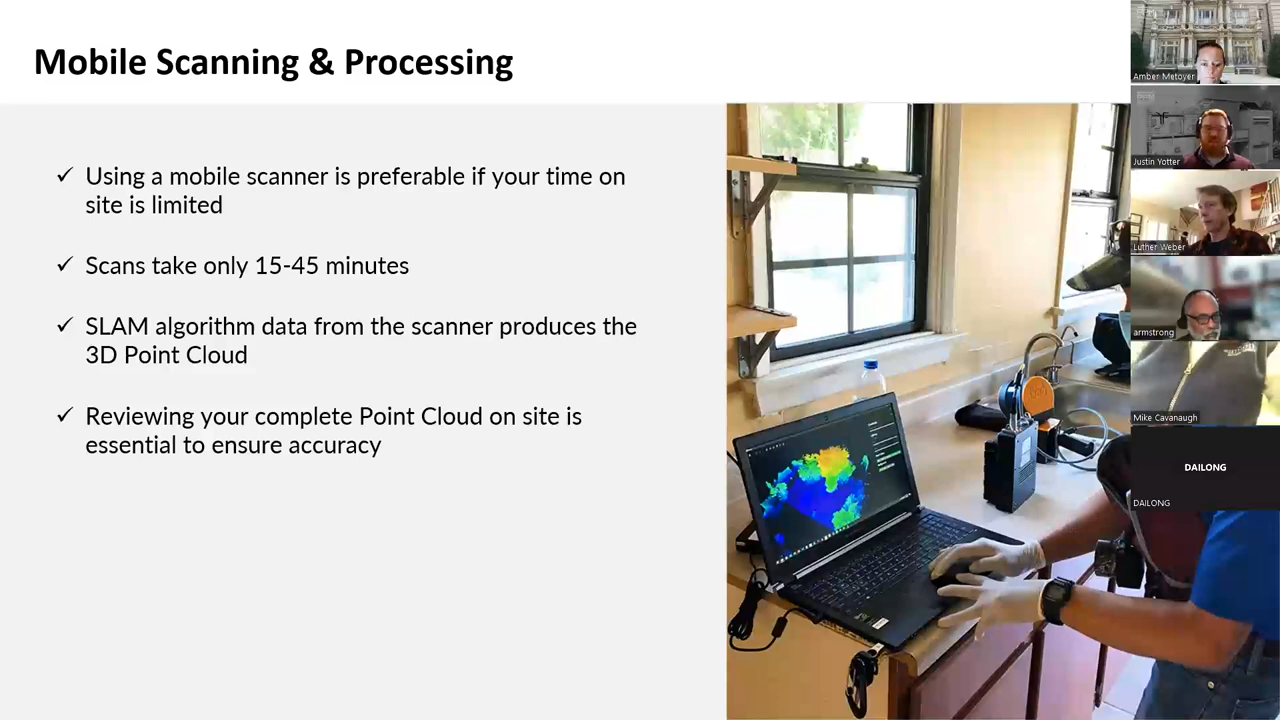 Mobile Scanning & Processing
✓ Using a mobile scanner is preferable if your time on
site is limited
✓ Scans take only 15-45 minutes
✓ SLAM algorithm data from the scanner produces the
3D Point Cloud
✓ Reviewing your complete Point Cloud on site is
essential to ensure accuracy
Amber Metoyer
Justin Yotter
Luther Weber
armstrong
Mike Cavanaugh
DAILONG
DAILONG